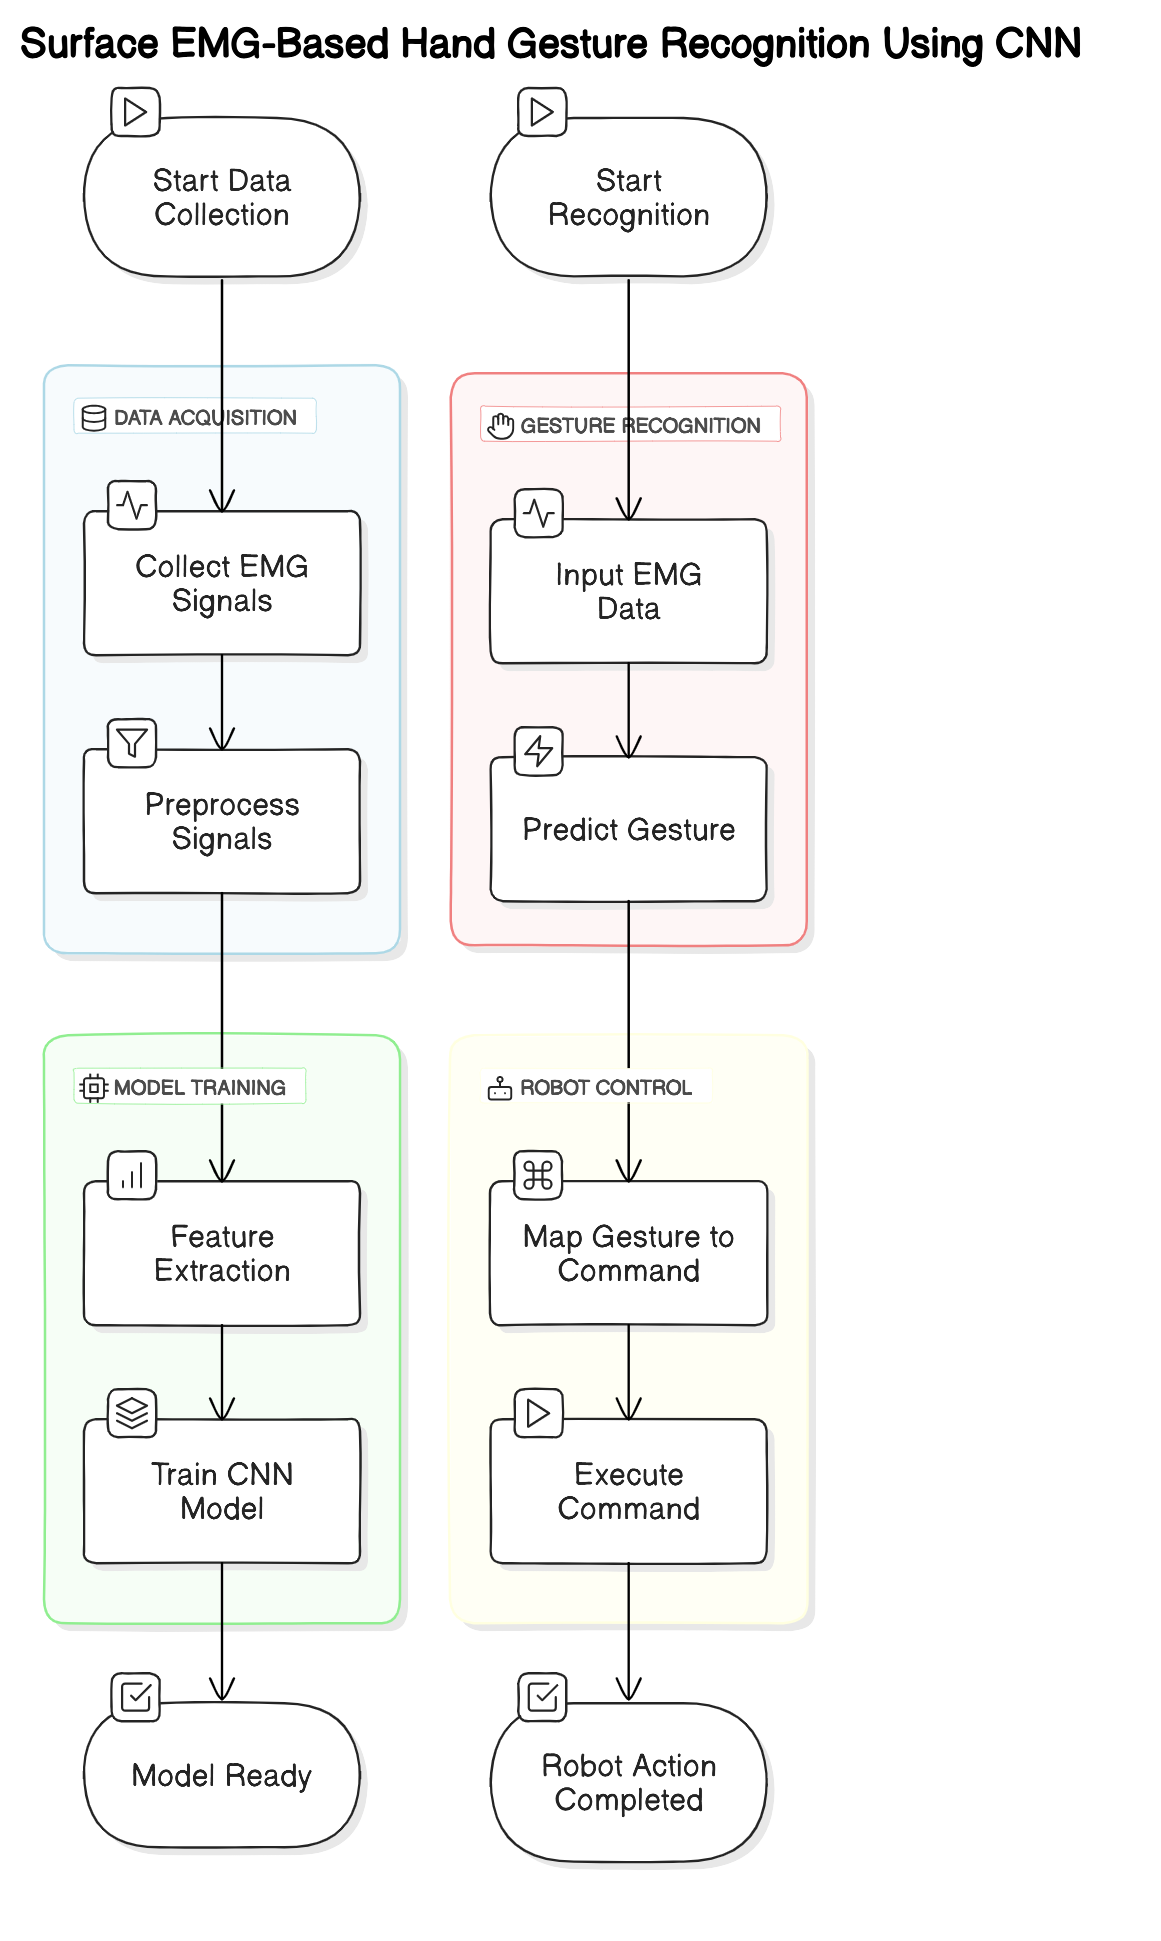 Surface EMG-Based Hand Gesture Recognition Using CNN
Start Data
Collection
DATA ACQUISITION
Collect EMG
Signals
Preprocess
Signals
MODEL TRAINING
Feature
Extraction
Train CNN
Model
Model Ready
Start
Recognition
GESTURE RECOGNITION
Input EMG
Data
Predict Gesture
ROBOT CONTROL
Map Gesture to
Command
Execute
Command
Robot Action
Completed